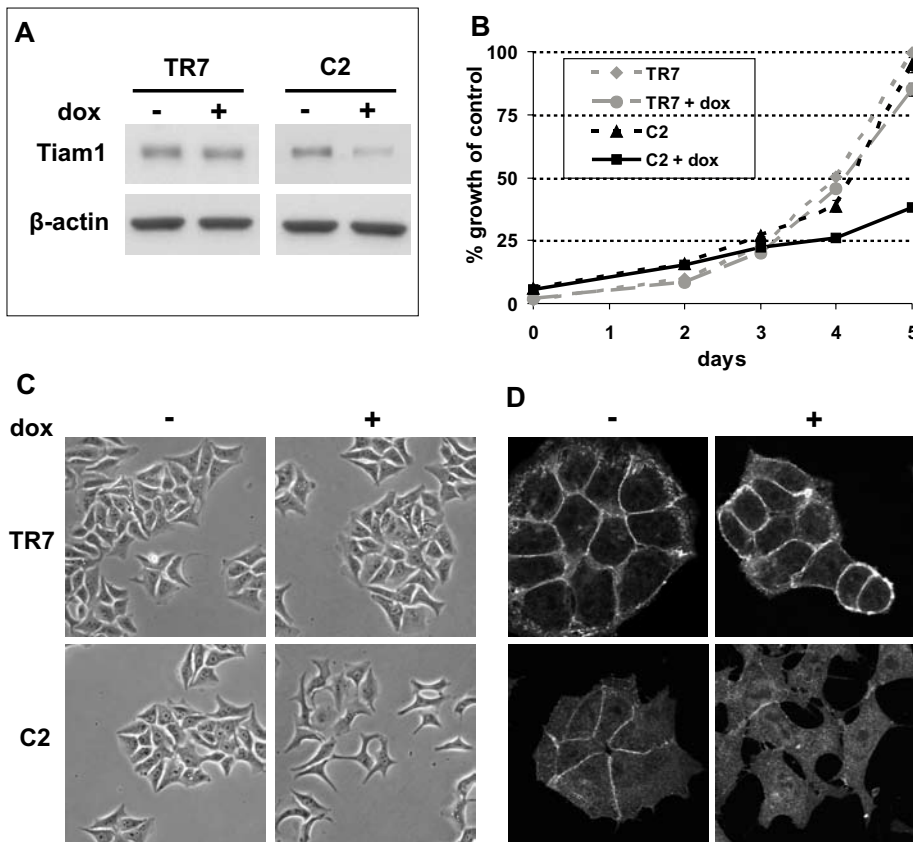 A
TR7 C2
dox - + - +
Tiam1
β-actin
B
% growth of control
100
75
50
25
0
TR7
TR7 + dox
C2
C2 + dox
0 2 3 4 5
days
C
dox - +
TR7
C2
D
- +